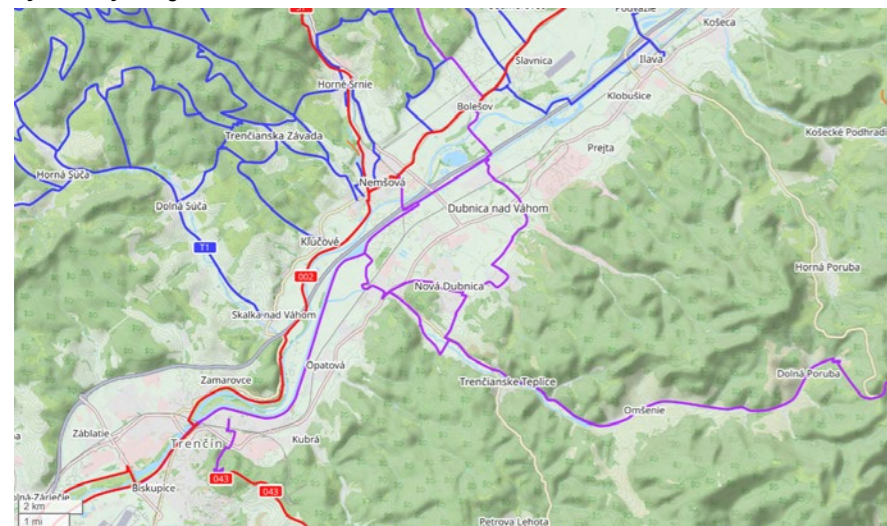 Košeca
Slavnica
Ilava
Horné Srnie
Klobušice
Bolešov
Trenčianska Závada
Košecké Podhradi
Prejta
Horná Súča
Nemšová
Dolná Súča
Dubnica nad Váhom
Kľúčové
T1
Horná Poruba
002
Nová Dubnica
Skalka nad Váhom
Opatová
Dolná Poruba
Zamarovce
Trenčianske Teplice
Omšenie
Záblatie
Trenčín
Kubrá
043
Biskupice
043
2 km
1 mi
Petrova Lehota